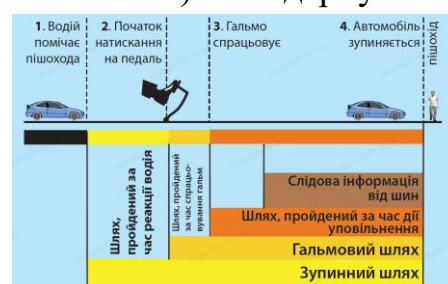 1. Водій
помічає
пішохода
2. Початок
натискання
на педаль
3. Гальмо
спрацьовує
4. Автомобіль
зупиняється
пішохід
Шлях,
пройдений за
час реакції водія
Шлях, пройдений
за час спрацьо-
вування гальм
Слідова інформація
від шин
Шлях, пройдений за час дії
уповільнення
Гальмовий шлях
Зупинний шлях